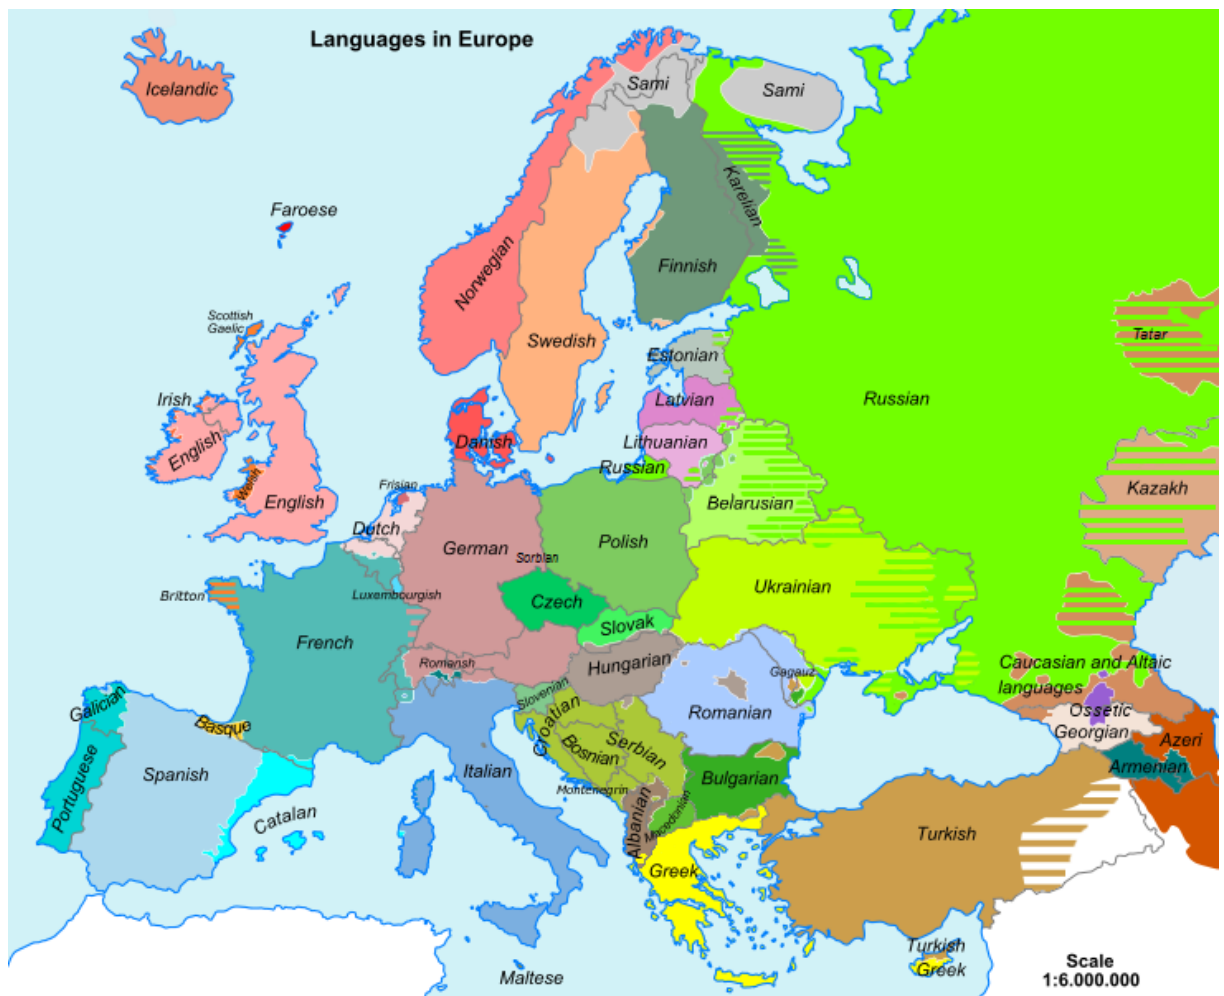 Languages in Europe
Icelandic
Sami
Sami
Faroese
Norwegian
Karelian
Finnish
Swedish
Scottish
Gaelic
Estonian
Tatar
Irish
English
Latvian
Russian
Danish
Lithuanian
Russian
Welsh
English
Frisian
Dutch
Belarusian
Kazakh
German
Polish
Sorbian
Ukrainian
Britton
Luxembourgish
Czech
French
Slovak
Romansh
Hungarian
Gagauz
Caucasian and Altaic
languages
Galician
Slovenian
Croatian
Romanian
Ossetic
Basque
Serbian
Georgian
Azeri
Bosnian
Portuguese
Spanish
Italian
Bulgarian
Armenian
Montenegrin
Catalan
Albanian
Macedonian
Turkish
Greek
Turkish
Greek
Maltese
Scale
1:6.000.000